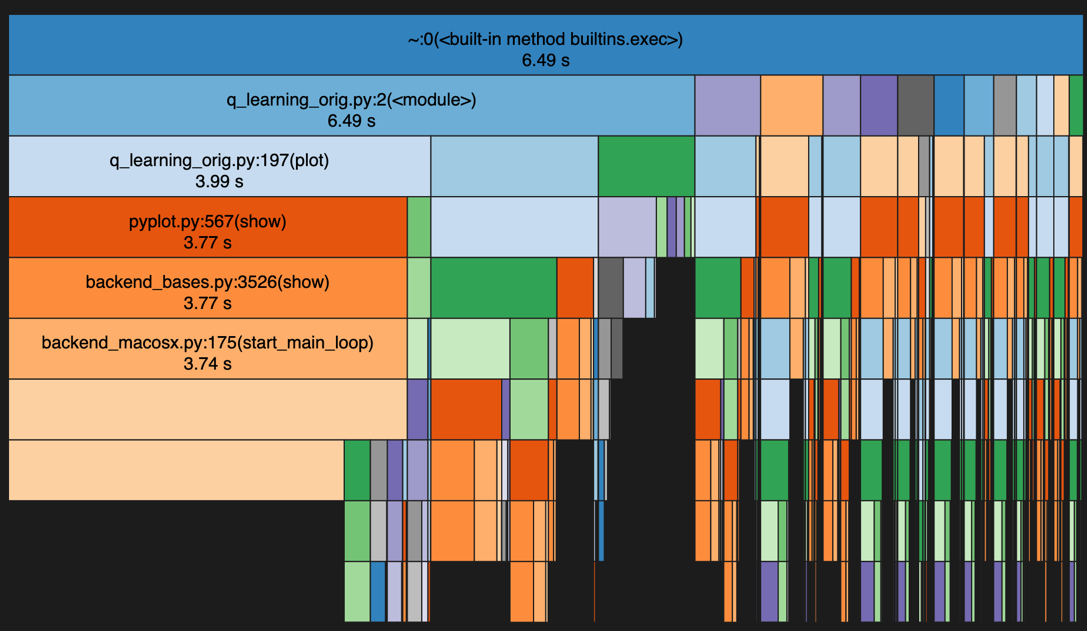 ~:0(<built-in method builtins.exec>)
6.49 s
q_learning_orig.py:2(<module>)
6.49 s
q_learning_orig.py:197(plot)
3.99 s
pyplot.py:567(show)
3.77 s
backend_bases.py:3526(show)
3.77 s
backend_macosx.py:175(start_main_loop)
3.74 s